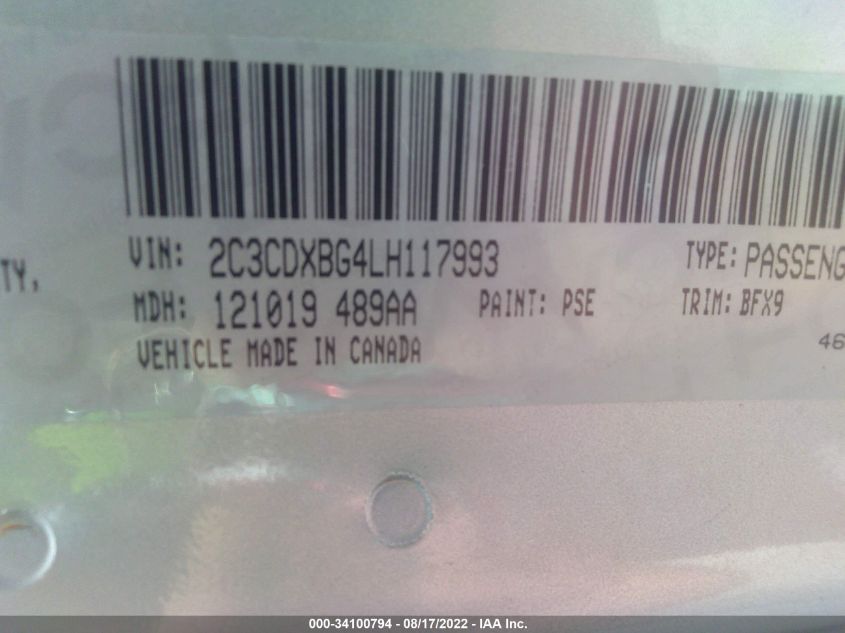 VIN: 2C3CDXBG4LH117993
TYPE: PASSENG
TY,
MDH: 121019 489AA
PAINT: PSE
TRIM: BFX9
VEHICLE MADE IN CANADA
46
000-34100794 - 08/17/2022 - IAA Inc.